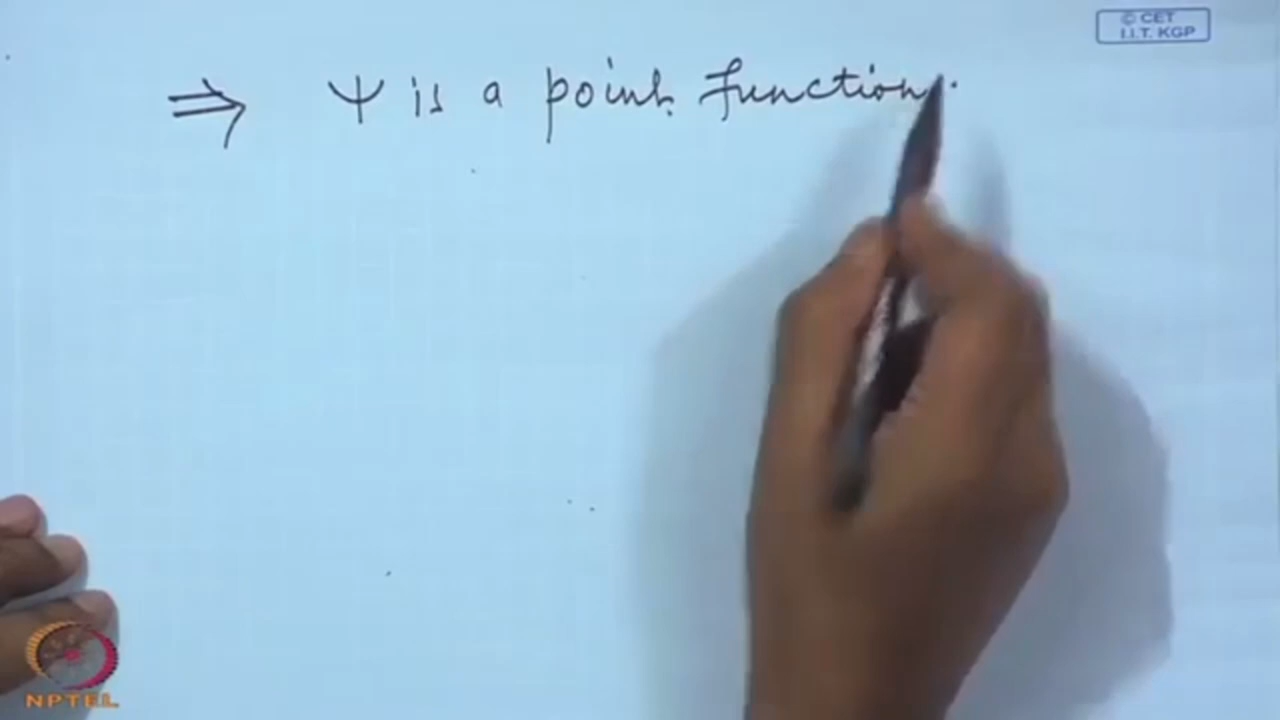 © CET
I.I.T. KGP
⇒ Ψ is a point function.
NPTEL